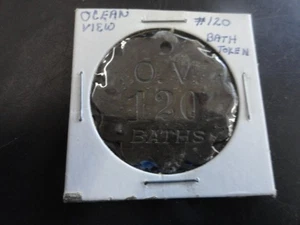 OCEAN
VIEW
#120
BATH
TOKEN
O.V.
120
BATHS